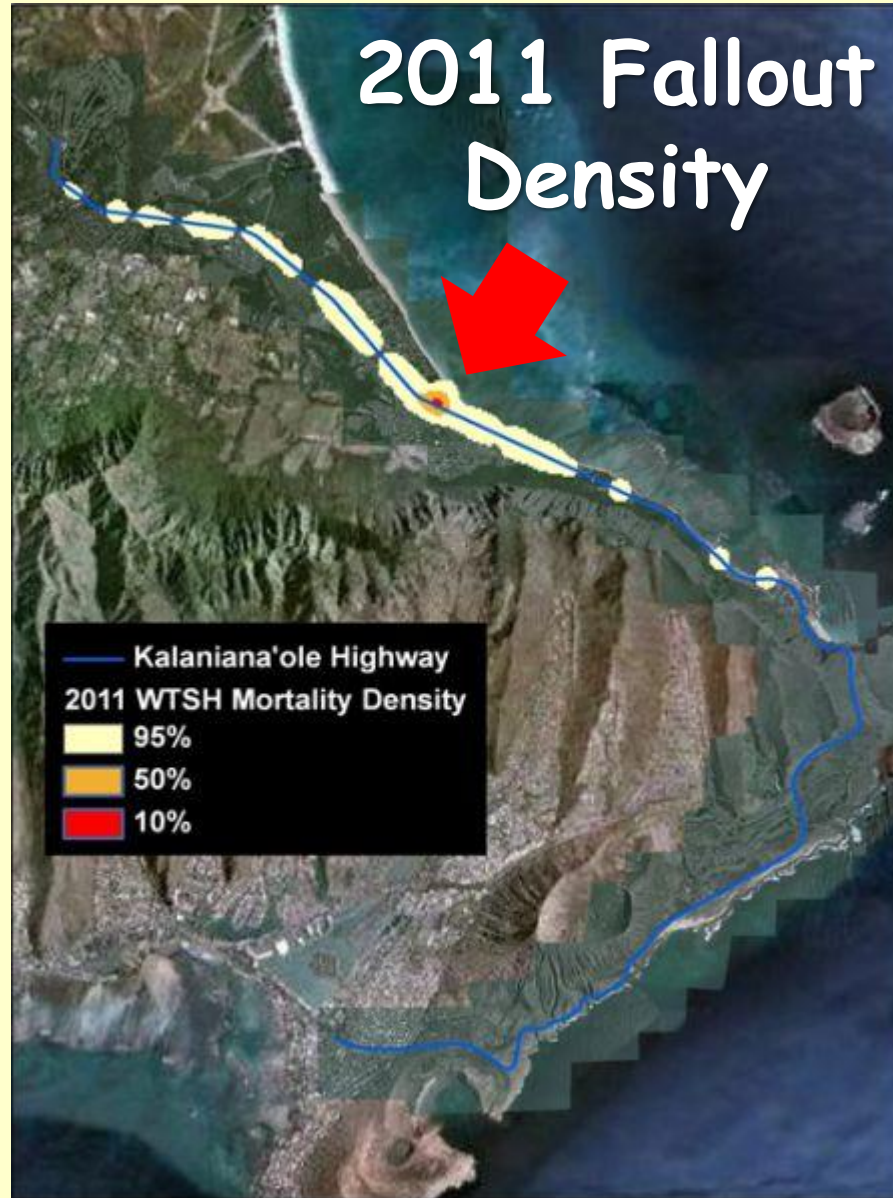 2011 Fallout
Density
Kalaniana'ole Highway
2011 WTSH Mortality Density
95%
50%
10%